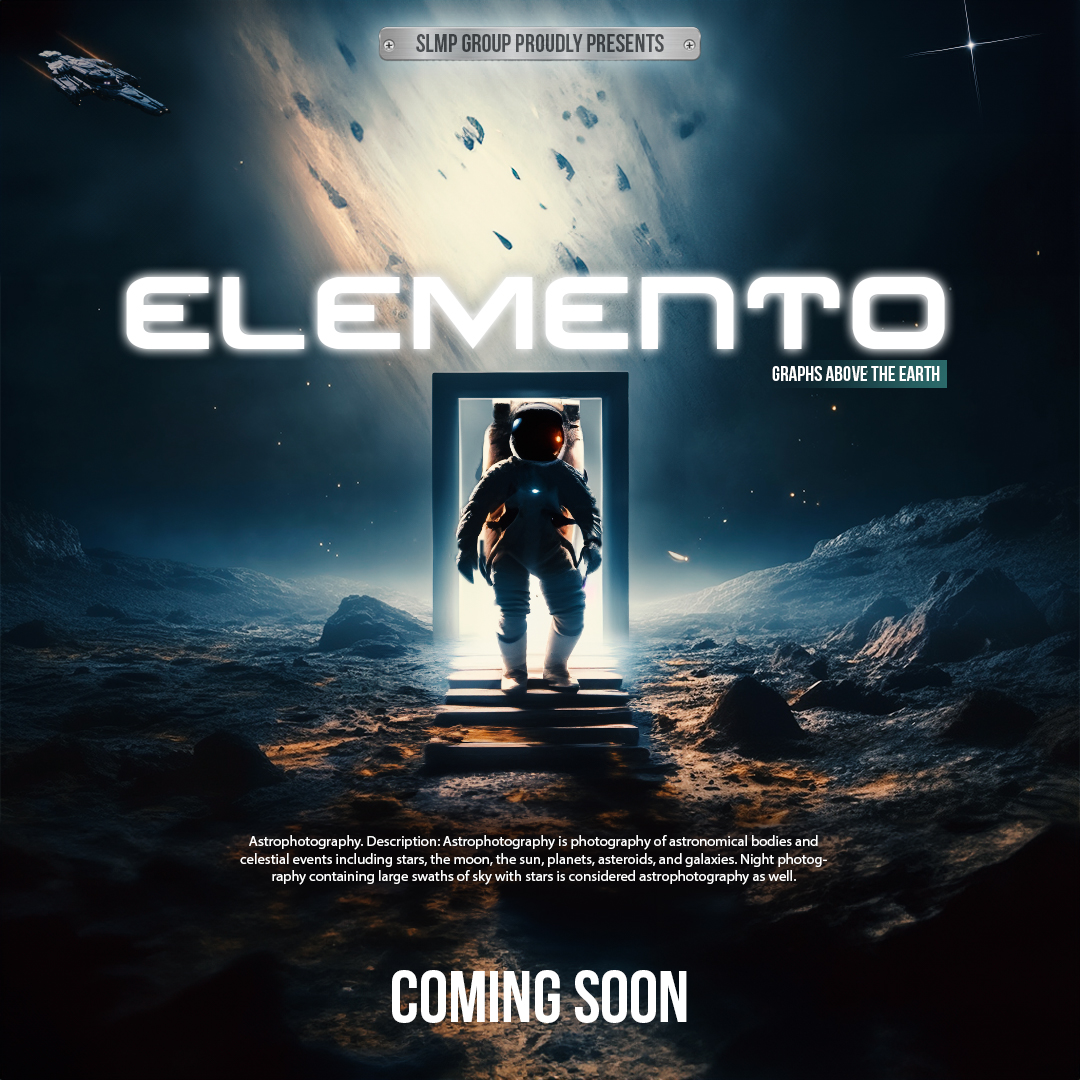 SLMP GROUP PROUDLY PRESENTS
ELEMENTO
GRAPHS ABOVE THE EARTH
Astrophotography. Description: Astrophotography is photography of astronomical bodies and
celestial events including stars, the moon, the sun, planets, asteroids, and galaxies. Night photog-
raphy containing large swaths of sky with stars is considered astrophotography as well.
COMING SOON